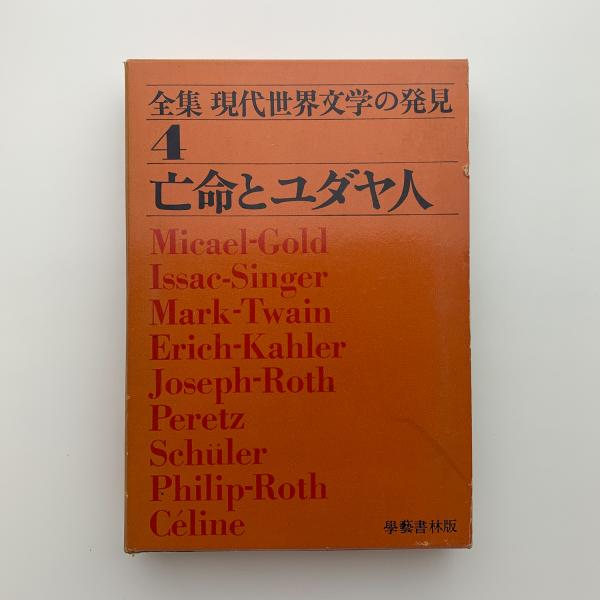 全集 現代世界文学の発見
4
亡命とユダヤ人
Micael-Gold
Issac-Singer
Mark-Twain
Erich-Kahler
Joseph-Roth
Peretz
Schüler
Philip-Roth
Céline
學藝書林版